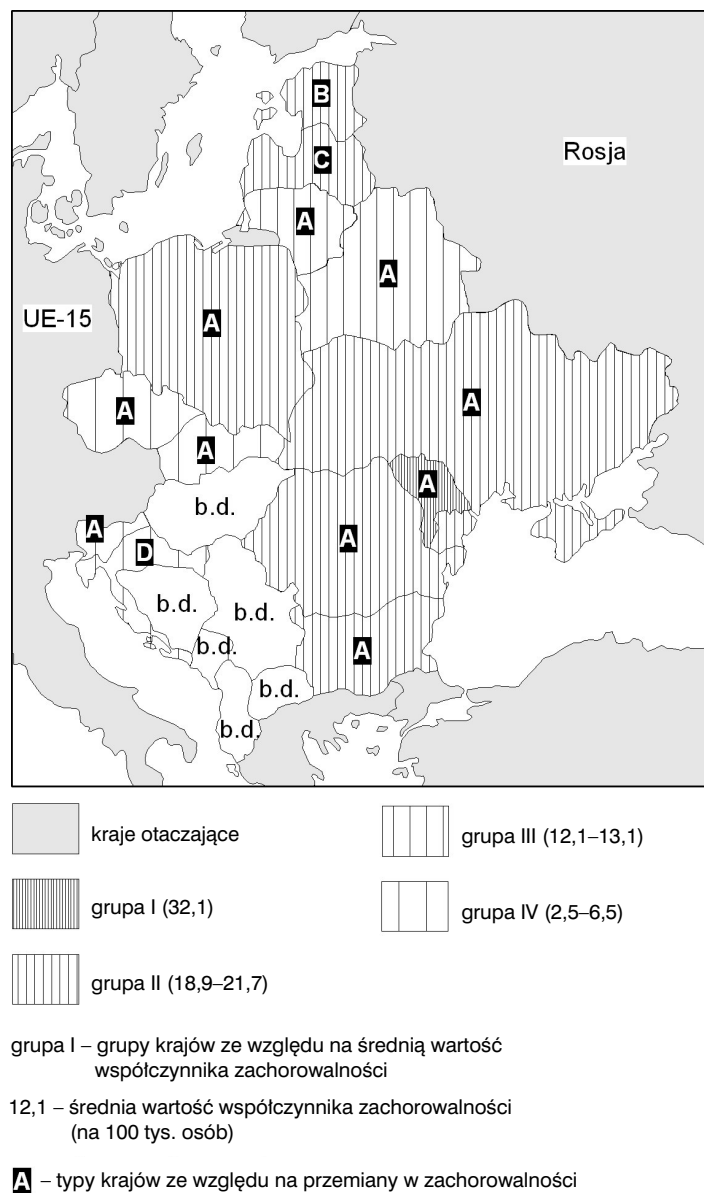 B
C
Rosja
A
A
UE-15
A
A
A
A
A
b.d.
A
A
D
b.d.
b.d.
b.d.
A
b.d.
b.d.
kraje otaczające
grupa III (12,1–13,1)
grupa I (32,1)
grupa IV (2,5–6,5)
grupa II (18,9–21,7)
grupa I – grupy krajów ze względu na średnią wartość
współczynnika zachorowalności
12,1 – średnia wartość współczynnika zachorowalności
(na 100 tys. osób)
A – typy krajów ze względu na przemiany w zachorowalności